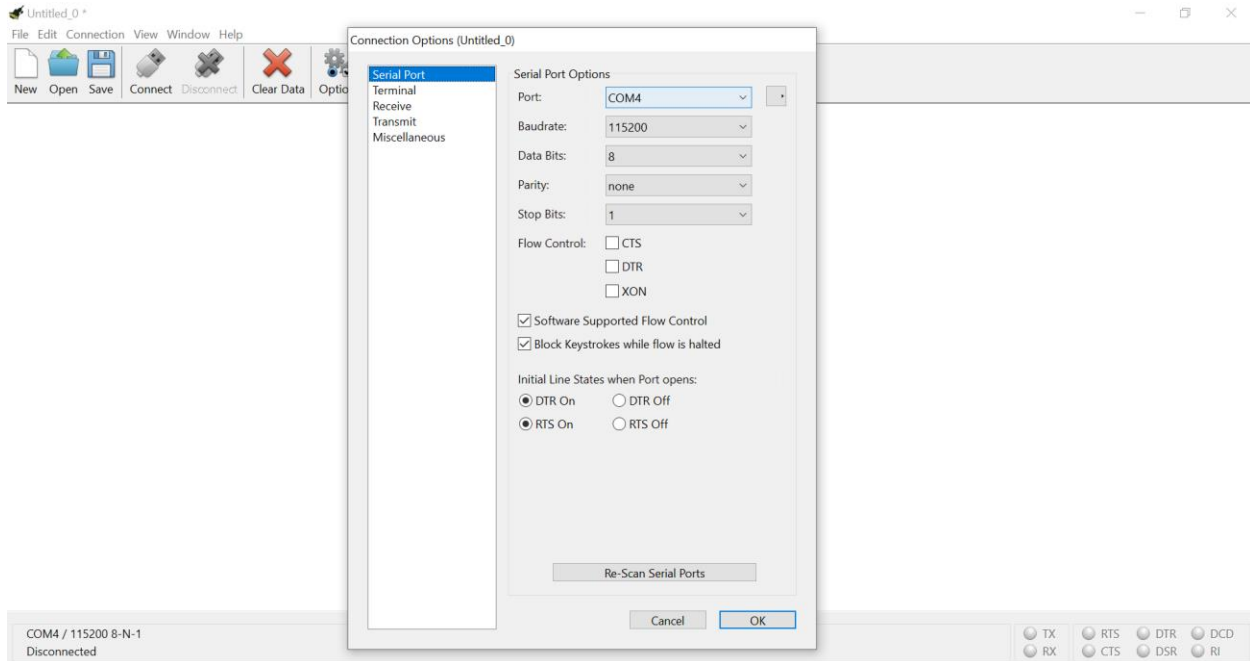 Untitled_0 *
File Edit Connection View Window Help
New Open Save Connect Disconnect Clear Data Optio
Connection Options (Untitled_0)
Serial Port
Terminal
Receive
Transmit
Miscellaneous
Serial Port Options
Port: COM4
Baudrate: 115200
Data Bits: 8
Parity: none
Stop Bits: 1
Flow Control: CTS
DTR
XON
Software Supported Flow Control
Block Keystrokes while flow is halted
Initial Line States when Port opens:
DTR On DTR Off
RTS On RTS Off
Re-Scan Serial Ports
Cancel OK
COM4 / 115200 8-N-1
Disconnected
TX RTS DTR DCD
RX CTS DSR RI